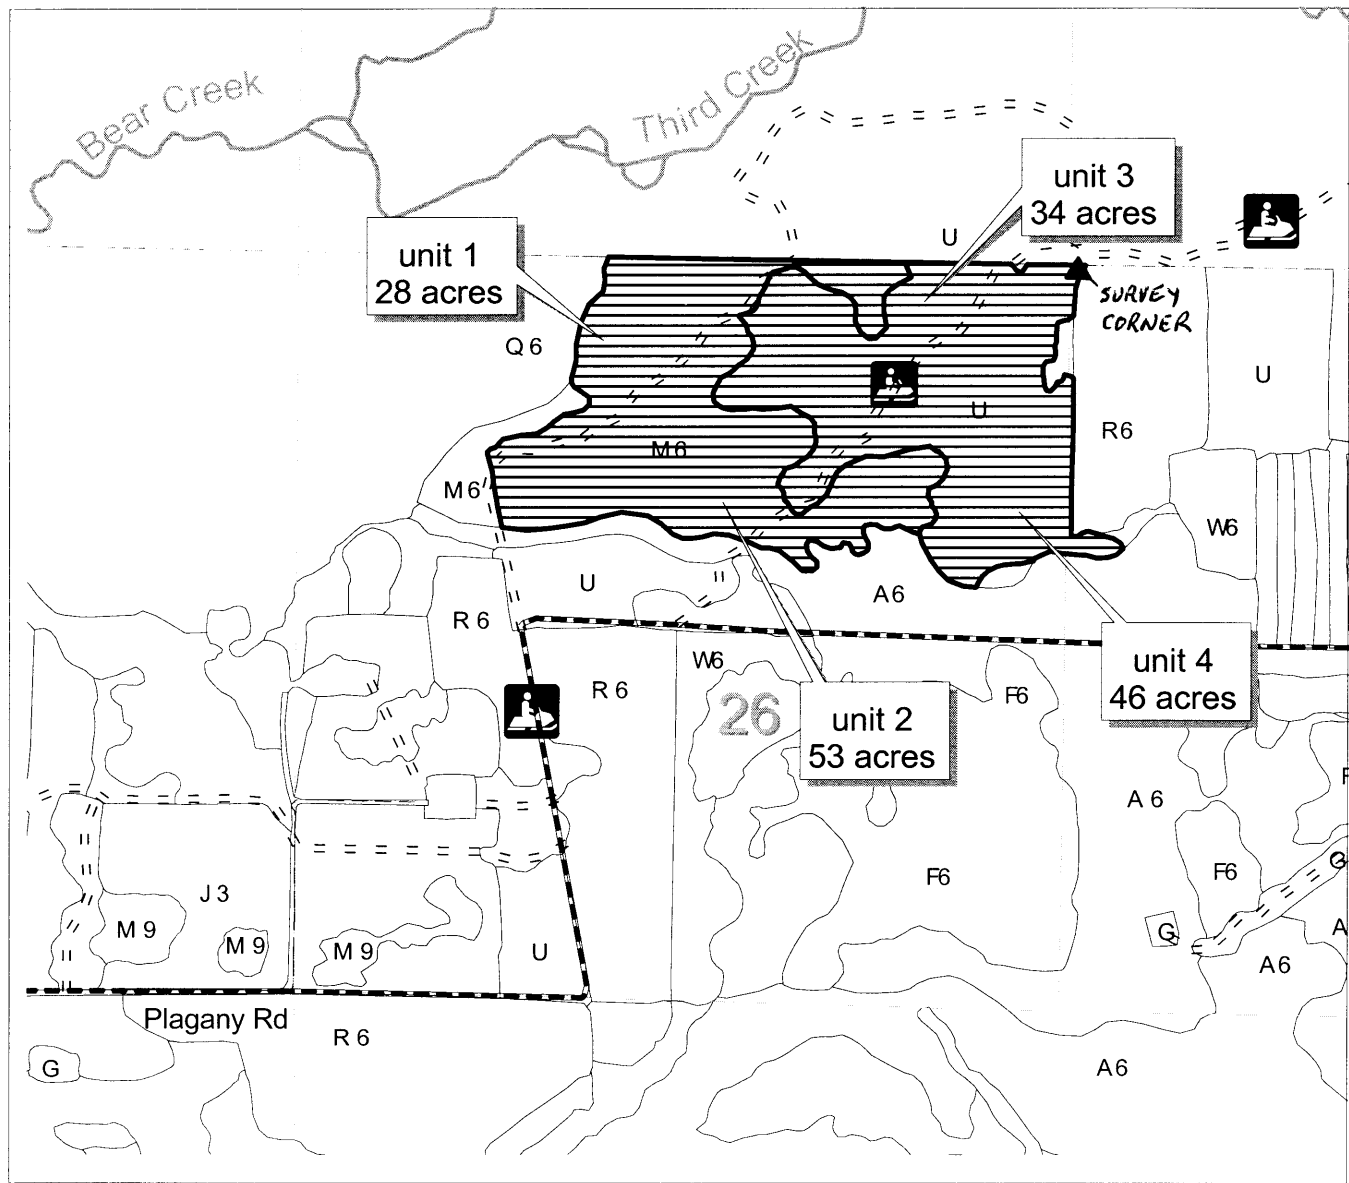 Bear Creek
Third Creek
unit 3
34 acres
U
unit 1
28 acres
SURVEY
CORNER
Q 6
U
U
R6
M6
M6
W6
U
A6
R 6
W6
R 6
F6
unit 4
46 acres
26
unit 2
53 acres
A 6
F6
F6
G
J 3
M 9
M 9
M 9
U
G
A
A6
Plagany Rd
R 6
G
A6